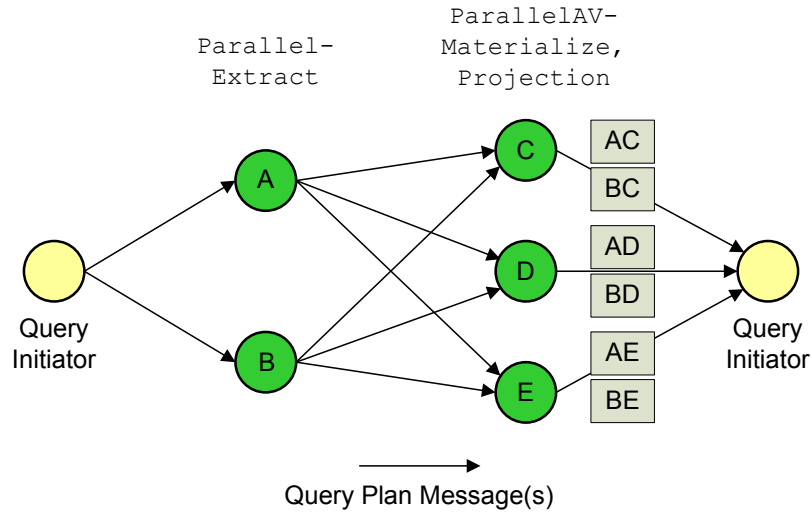 Parallel-
Extract
ParallelAV-
Materialize,
Projection
A
B
C
D
E
AC
BC
AD
BD
AE
BE
Query
Initiator
Query
Initiator
Query Plan Message(s)